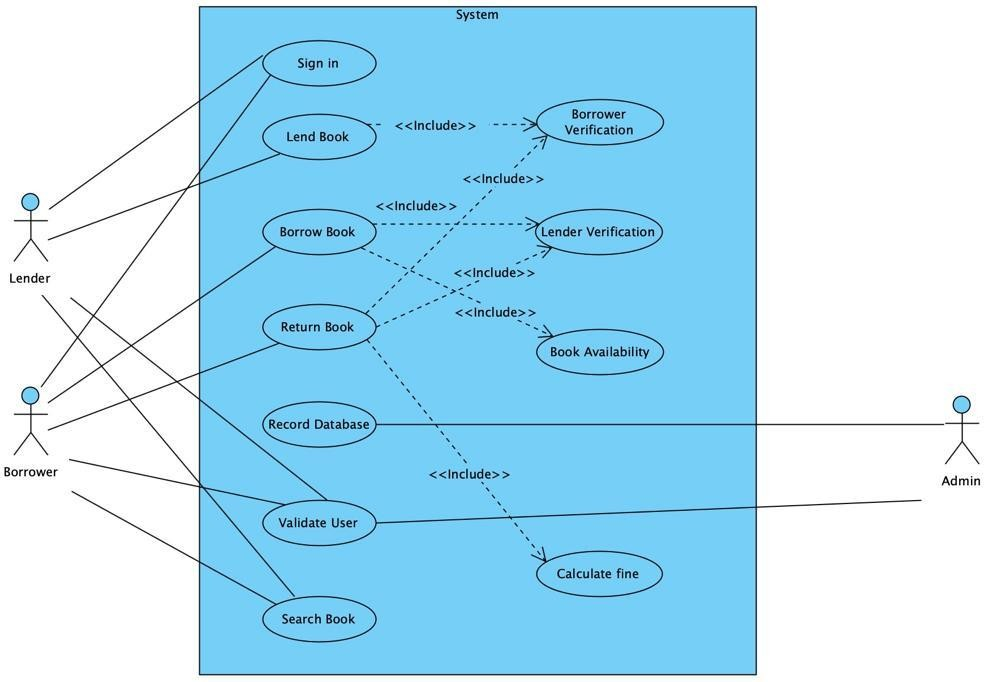 System
Sign in
Lend Book
<<Include>>
Borrower
Verification
<<Include>>
<<Include>>
Borrow Book
Lender Verification
Lender
<<Include>>
<<Include>>
Return Book
Book Availability
Record Database
Borrower
<<Include>>
Admin
Validate User
Calculate fine
Search Book